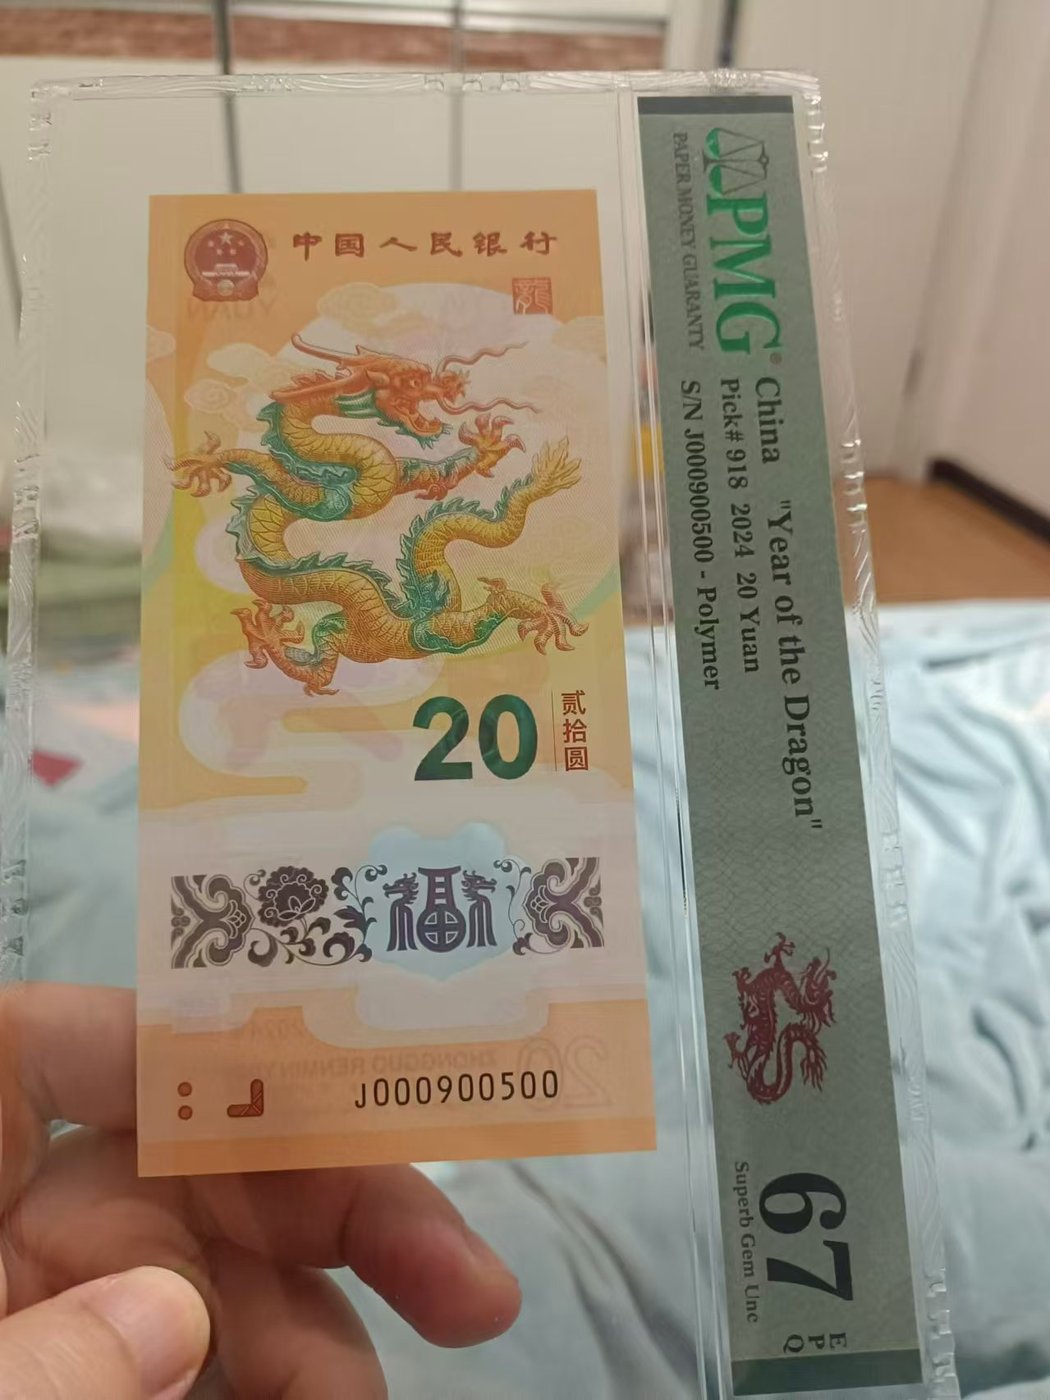 中国人民银行
龍
20
贰拾圆
福
J000900500
PMG®
PAPER MONEY GUARANTY
China "Year of the Dragon"
Pick# 918 2024 20 Yuan
S/N J000900500 - Polymer
67 EPQ
Superb Gem Unc